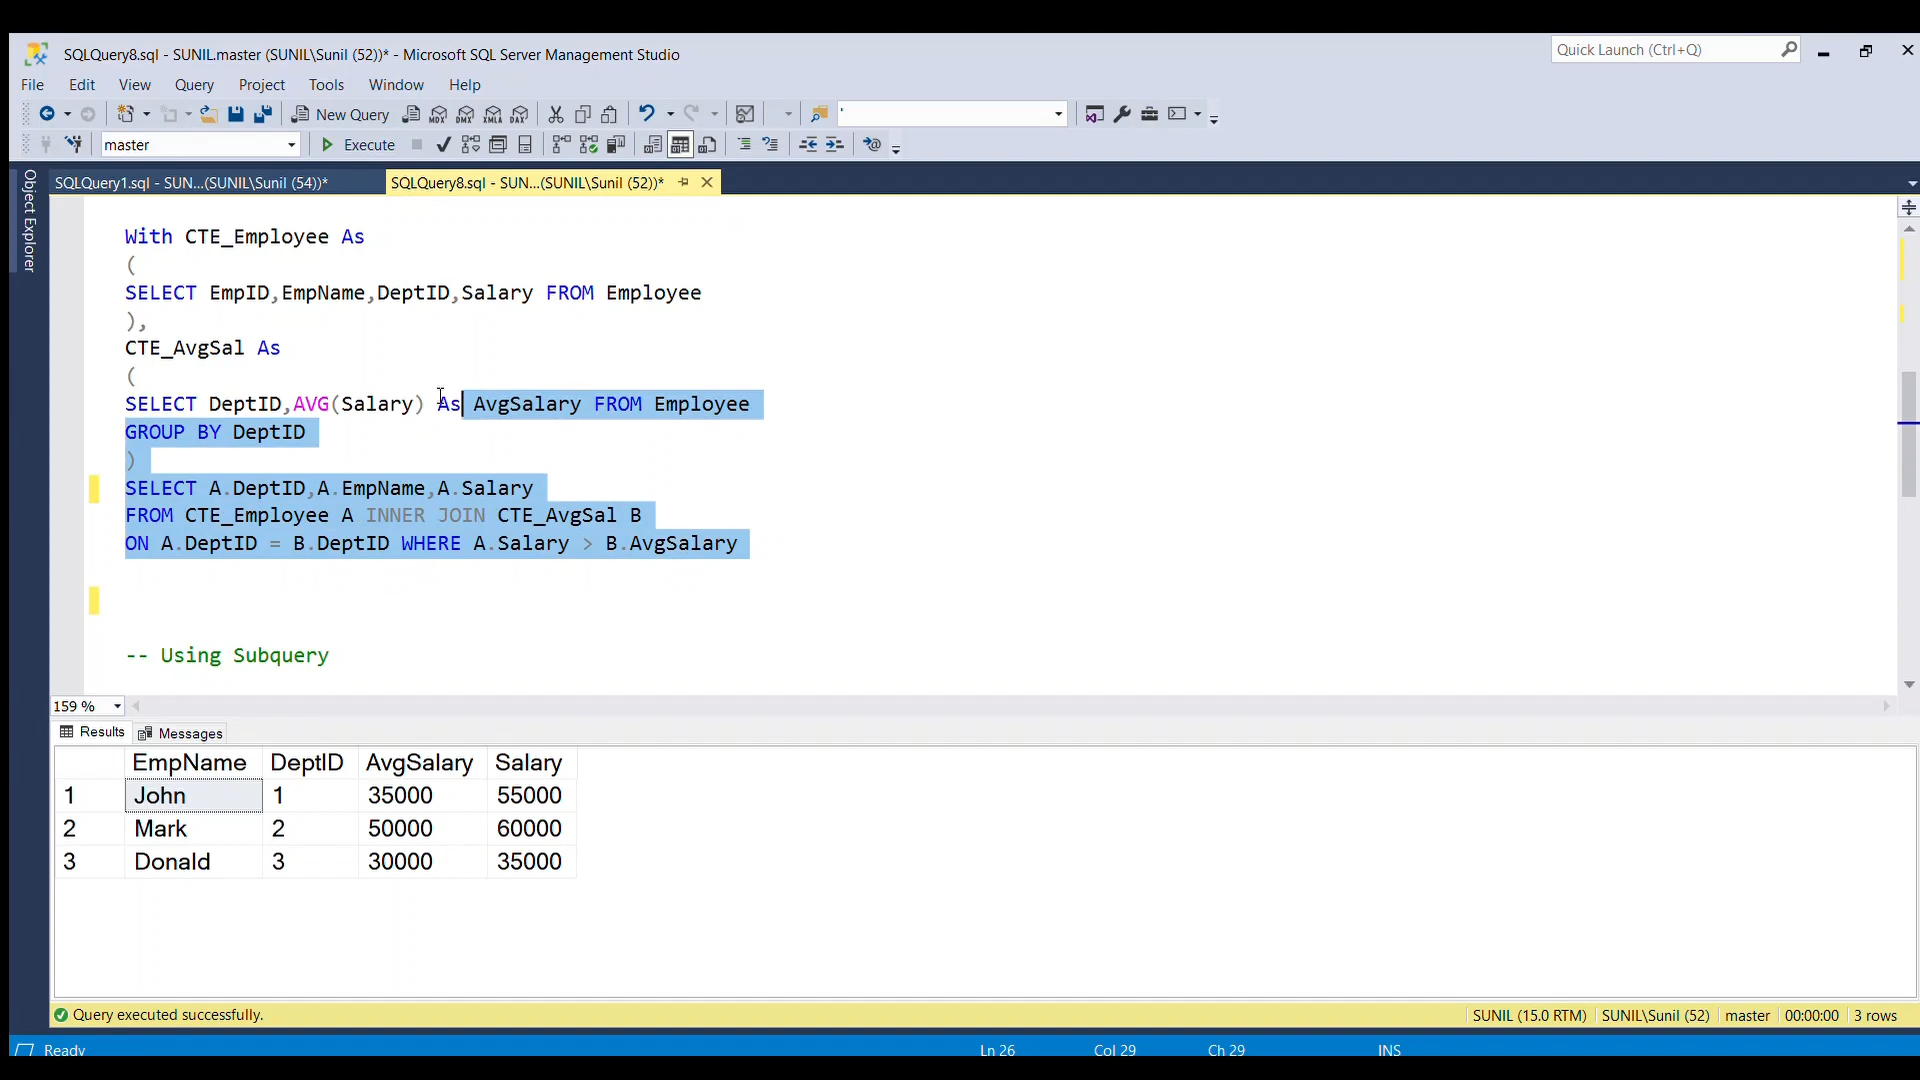 SQLQuery8.sql - SUNIL.master (SUNIL\Sunil (52))* - Microsoft SQL Server Management Studio
Quick Launch (Ctrl+Q)
File Edit View Query Project Tools Window Help
New Query MDX DMX XMLA DAX '
master Execute
Object Explorer
SQLQuery1.sql - SUN...(SUNIL\Sunil (54))* SQLQuery8.sql - SUN...(SUNIL\Sunil (52))*
With CTE_Employee As
(
SELECT EmpID,EmpName,DeptID,Salary FROM Employee
),
CTE_AvgSal As
(
SELECT DeptID,AVG(Salary) As AvgSalary FROM Employee
GROUP BY DeptID
)
SELECT A.DeptID,A.EmpName,A.Salary
FROM CTE_Employee A INNER JOIN CTE_AvgSal B
ON A.DeptID = B.DeptID WHERE A.Salary > B.AvgSalary
-- Using Subquery
159 %
Results Messages
EmpName DeptID AvgSalary Salary
1 John 1 35000 55000
2 Mark 2 50000 60000
3 Donald 3 30000 35000
Query executed successfully. SUNIL (15.0 RTM) SUNIL\Sunil (52) master 00:00:00 3 rows
Ready Ln 26 Col 29 Ch 29 INS